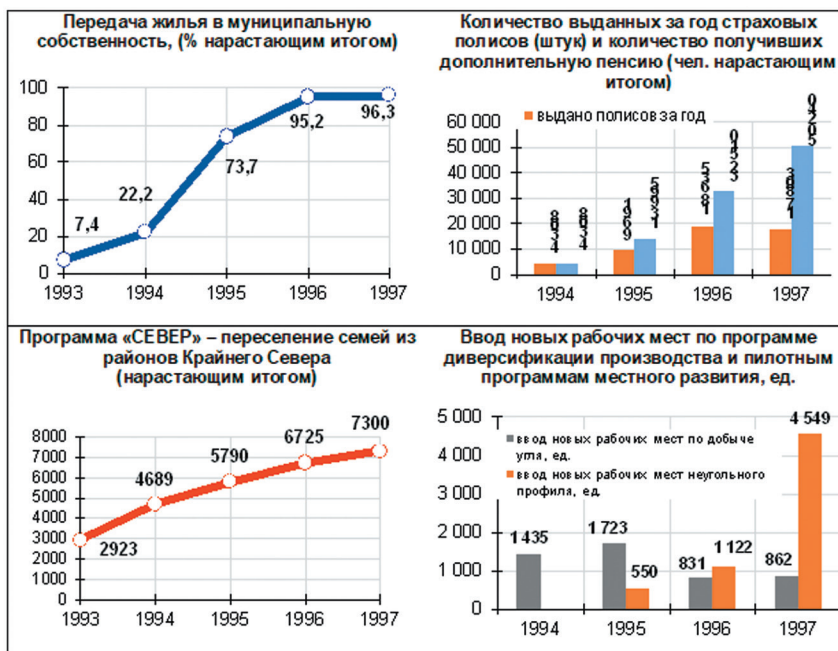 Передача жилья в муниципальную
собственность, (% нарастающим итогом)
100
80
60
40
20
0
7,4
22,2
73,7
95,2
96,3
1993 1994 1995 1996 1997
Количество выданных за год страховых
полисов (штук) и количество получивших
дополнительную пенсию (чел. нарастающим
итогом)
выдано полисов за год
60 000
50 000
40 000
30 000
20 000
10 000
0
1994 1995 1996 1997
Программа «СЕВЕР» – переселение семей из
районов Крайнего Севера
(нарастающим итогом)
8000
7000
6000
5000
4000
3000
2000
1000
0
2923
4689
5790
6725
7300
1993 1994 1995 1996 1997
Ввод новых рабочих мест по программе
диверсификации производства и пилотным
программам местного развития, ед.
ввод новых рабочих мест по добыче
угля, ед.
ввод новых рабочих мест неугольного
профиля, ед.
5 000
4 000
3 000
2 000
1 000
0
1 435
1 723
550
831
1 122
862
4 549
1994 1995 1996 1997